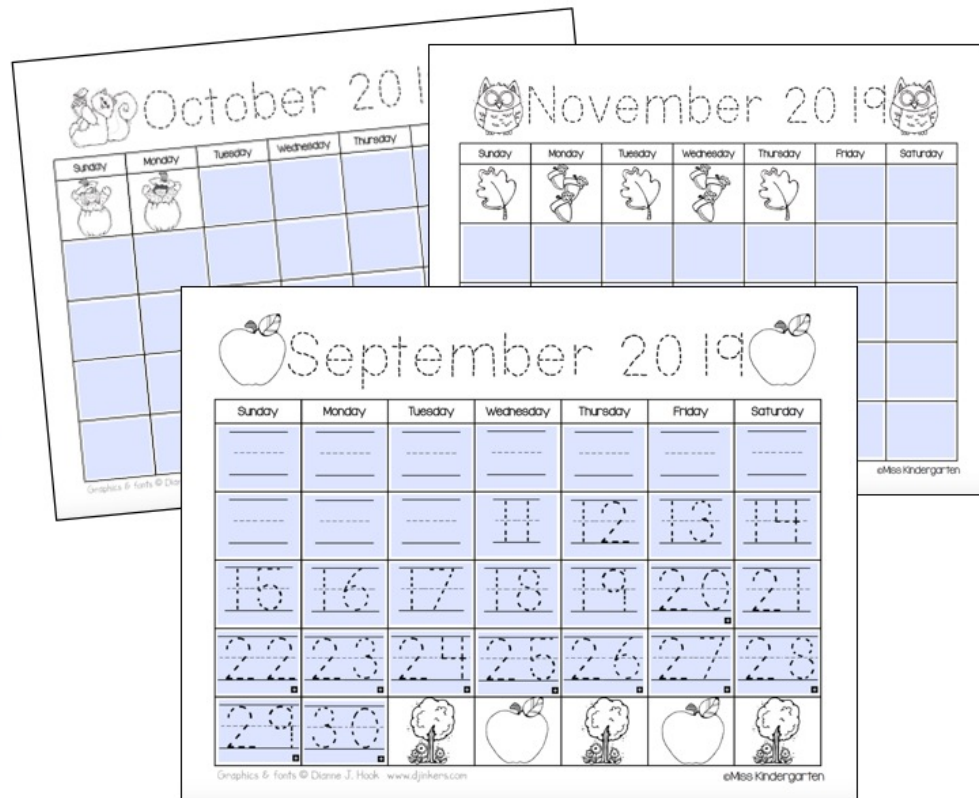 October 201
Sunday Monday Tuesday Wednesday Thursday
Graphics & fonts © Dian
November 2019
Sunday Monday Tuesday Wednesday Thursday Friday Saturday
©Miss Kindergarten
September 2019
Sunday Monday Tuesday Wednesday Thursday Friday Saturday
11 12 13 14
15 16 17 18 19 20 21
22 23 24 25 26 27 28
29 30
Graphics & fonts © Dianne J. Hook www.djinkers.com
©Miss Kindergarten